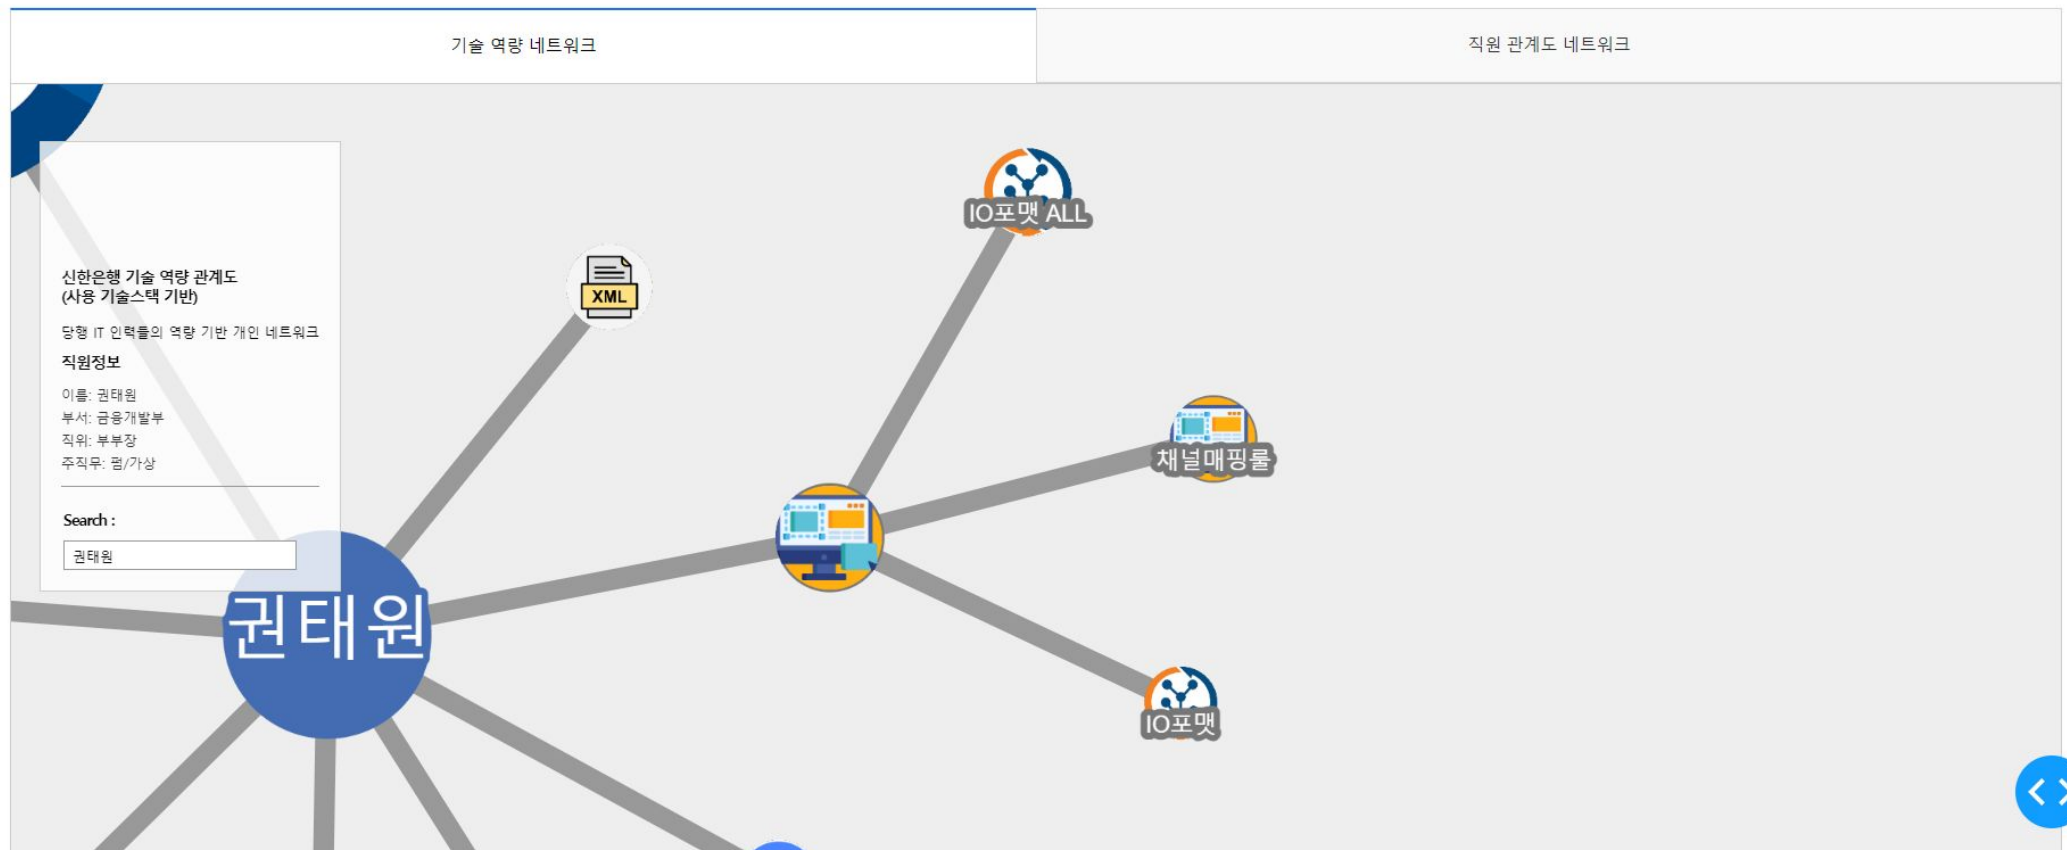 기술 역량 네트워크
직원 관계도 네트워크
신한은행 기술 역량 관계도
(사용 기술스택 기반)
당행 IT 인력들의 역량 기반 개인 네트워크
직원정보
이름: 권태원
부서: 금융개발부
직위: 부부장
주직무: 펌/가상
Search :
권태원
권태원
XML
IO포맷 ALL
채널매핑룰
IO포맷